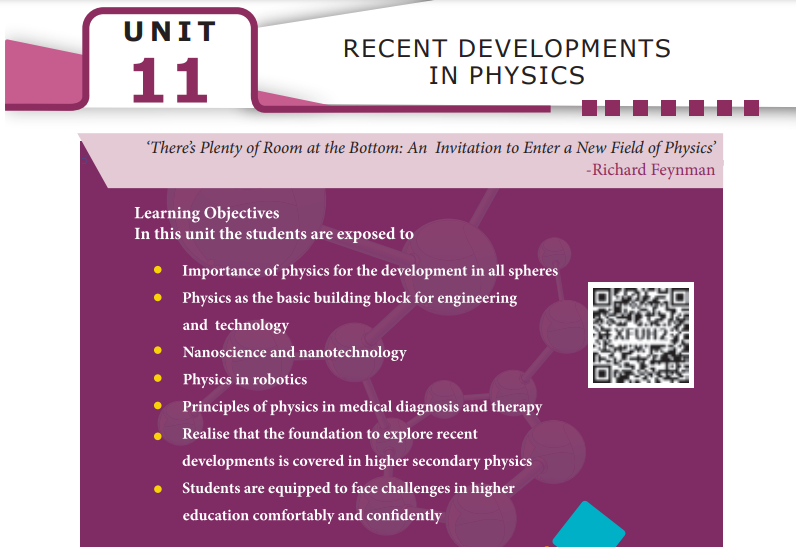 UNIT
11
RECENT DEVELOPMENTS
IN PHYSICS
‘There’s Plenty of Room at the Bottom: An Invitation to Enter a New Field of Physics’
-Richard Feynman
Learning Objectives
In this unit the students are exposed to
● Importance of physics for the development in all spheres
● Physics as the basic building block for engineering
and technology
● Nanoscience and nanotechnology
● Physics in robotics
● Principles of physics in medical diagnosis and therapy
● Realise that the foundation to explore recent
developments is covered in higher secondary physics
● Students are equipped to face challenges in higher
education comfortably and confidently
XFUH2